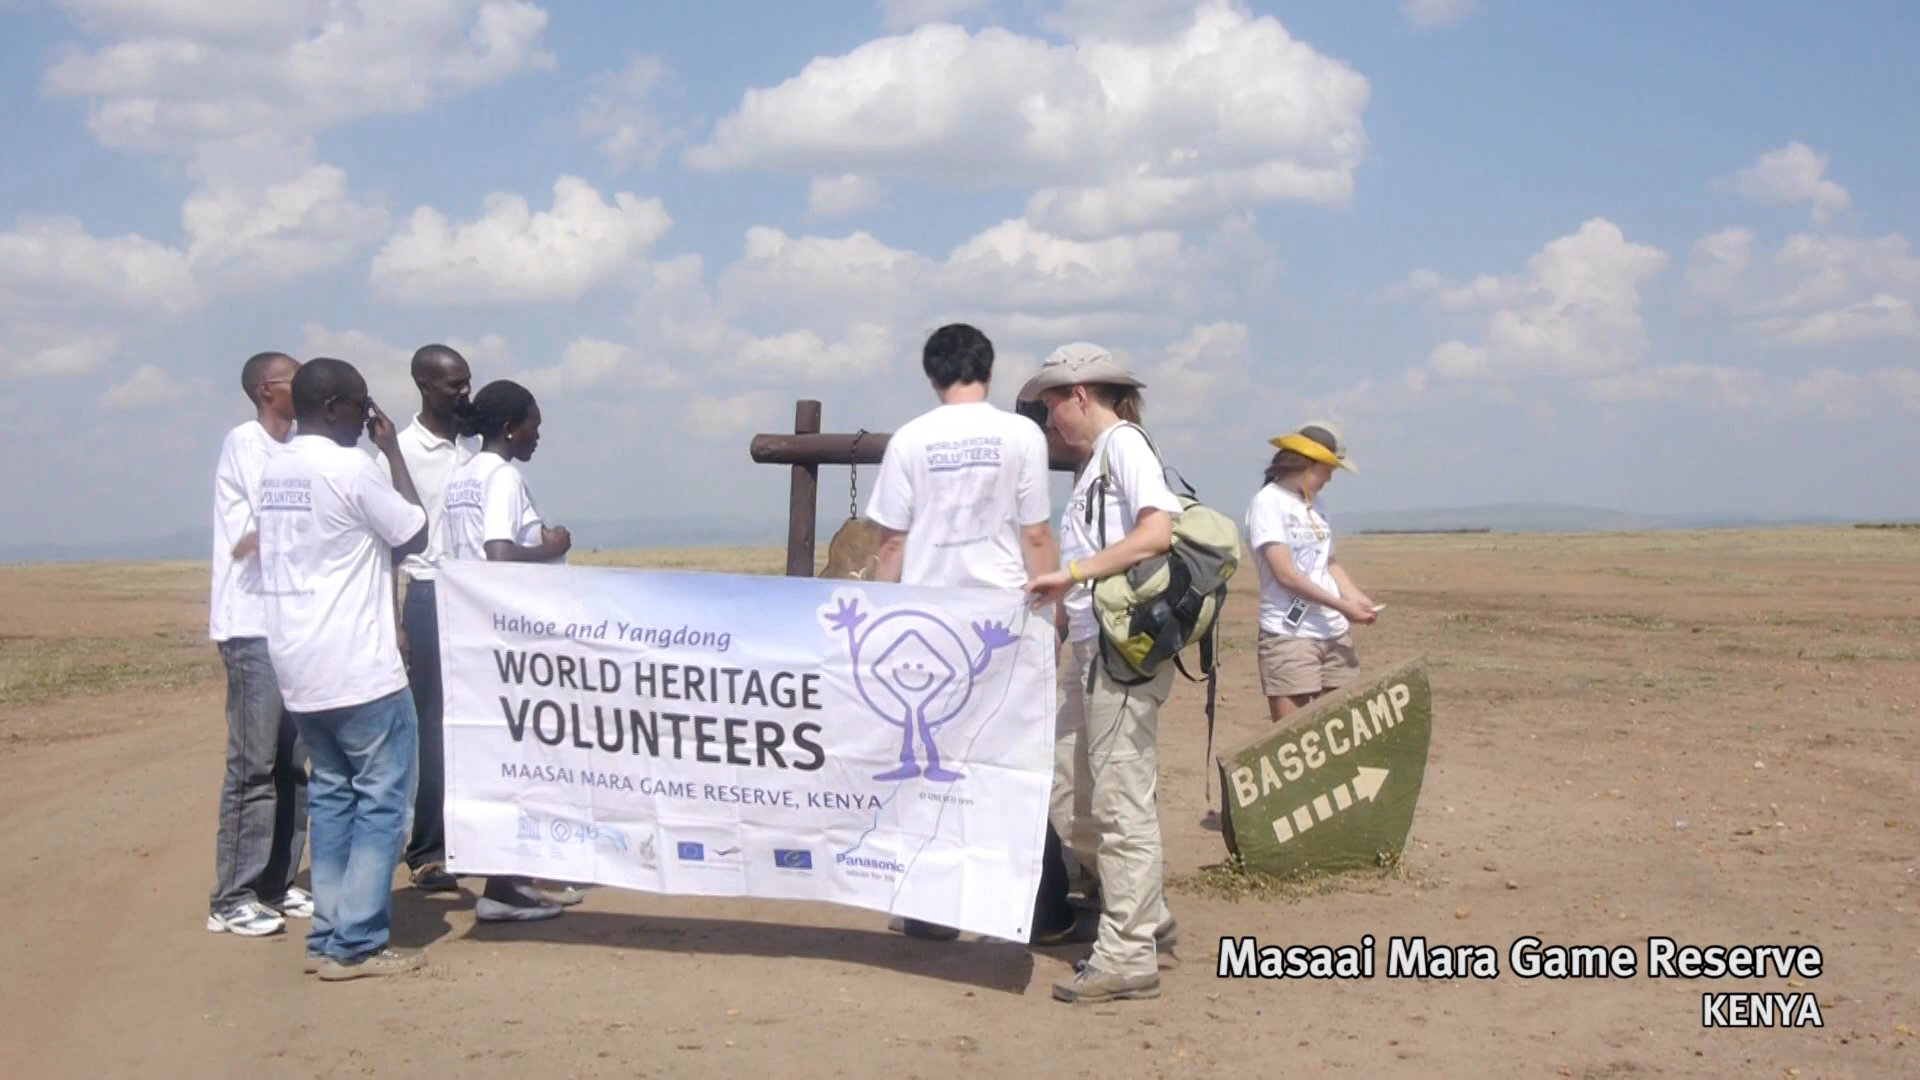 WORLD HERITAGE
VOLUNTEERS
WORLD HERITAGE
VOLUNTEERS
Hahoe and Yangdong
WORLD HERITAGE
VOLUNTEERS
MAASAI MARA GAME RESERVE, KENYA
Panasonic
BASECAMP
Masaai Mara Game Reserve
KENYA